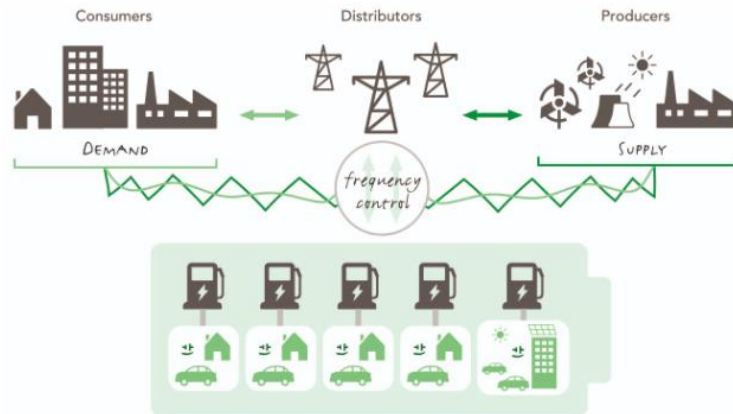 Consumers
Distributors
Producers
DEMAND
SUPPLY
frequency
control